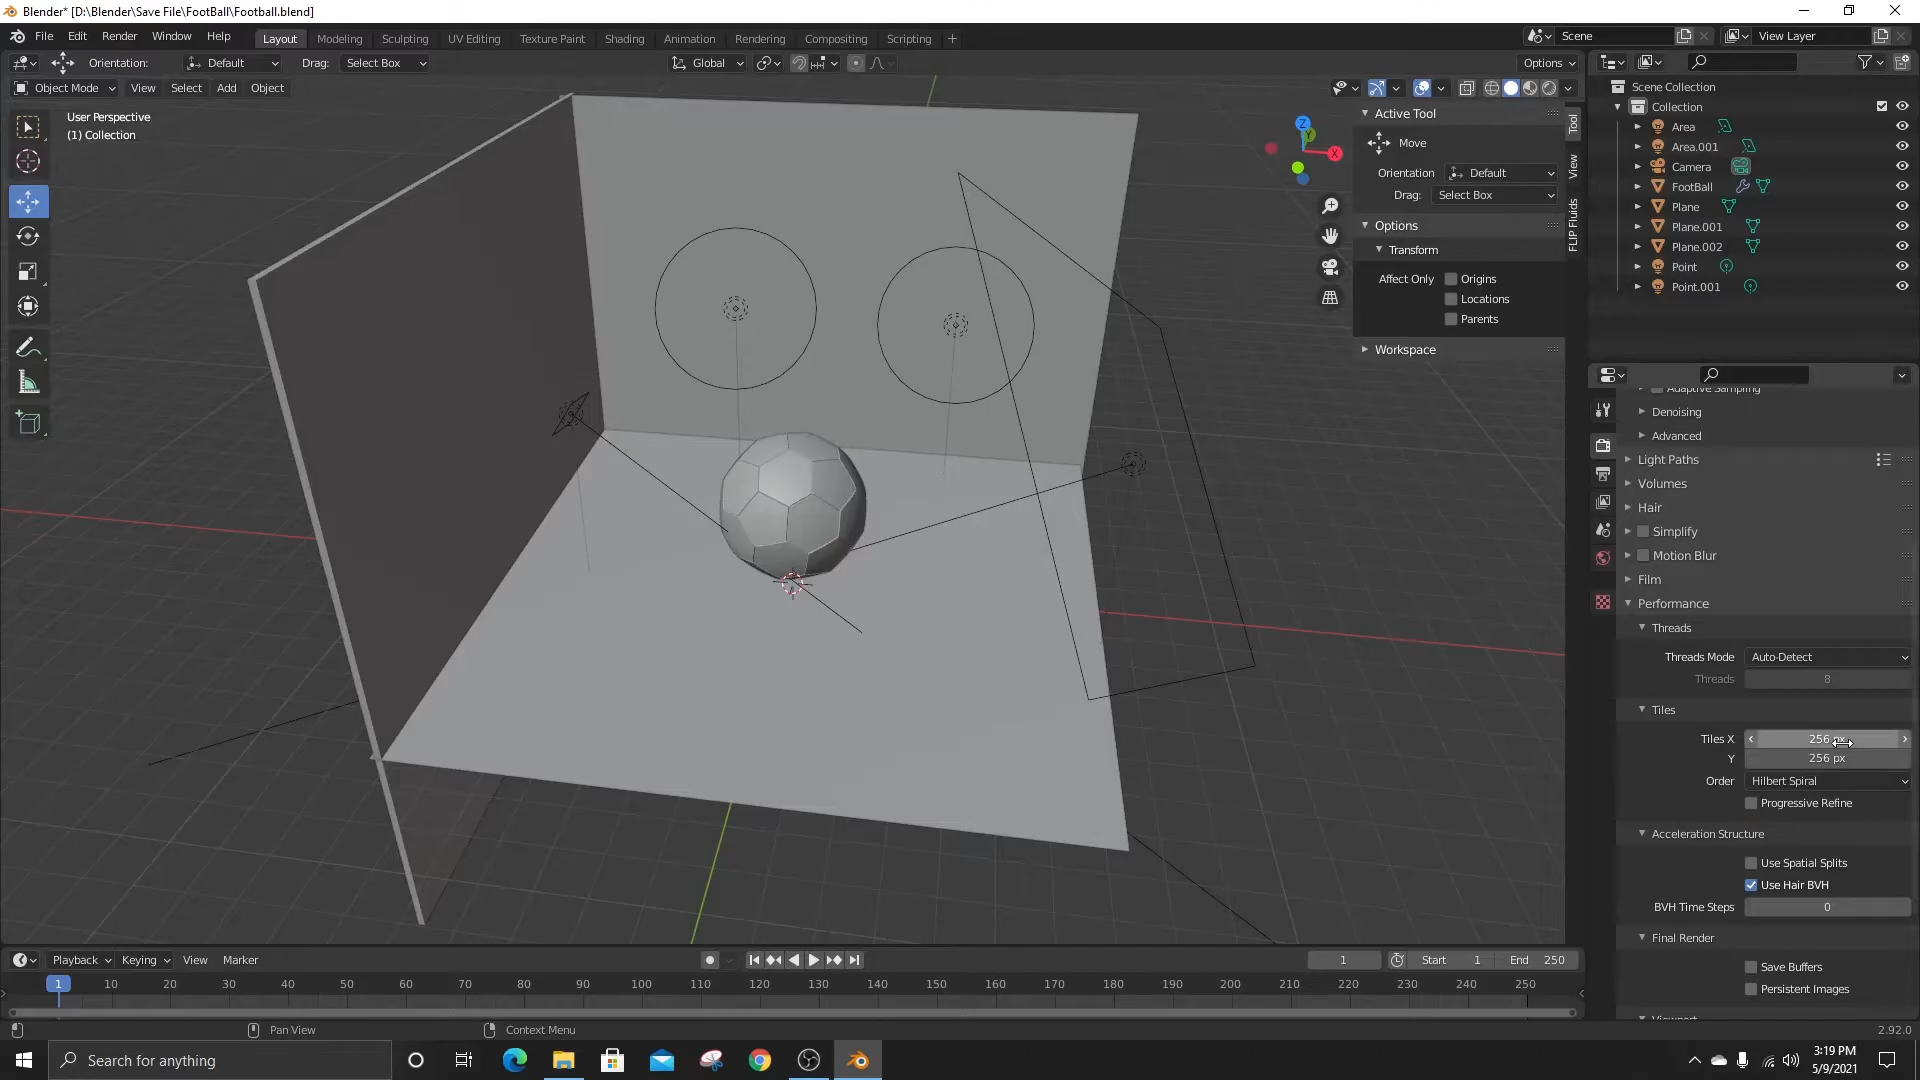 Blender* [D:\Blender\Save File\FootBall\Football.blend]
File Edit Render Window Help Layout Modeling Sculpting UV Editing Texture Paint Shading Animation Rendering Compositing Scripting + Scene View Layer
Orientation: Default Drag: Select Box Global Options
Object Mode View Select Add Object
User Perspective
(1) Collection
Z
Y
X
Active Tool
Move
Orientation Default
Drag: Select Box
Options
Transform
Affect Only Origins
Locations
Parents
Workspace
Tool
View
FLIP Fluids
Scene Collection
Collection
Area
Area.001
Camera
FootBall
Plane
Plane.001
Plane.002
Point
Point.001
Adaptive Sampling
Denoising
Advanced
Light Paths
Volumes
Hair
Simplify
Motion Blur
Film
Performance
Threads
Threads Mode Auto-Detect
Threads 8
Tiles
Tiles X 256 px
Y 256 px
Order Hilbert Spiral
Progressive Refine
Acceleration Structure
Use Spatial Splits
Use Hair BVH
BVH Time Steps 0
Final Render
Save Buffers
Persistent Images
Viewport
Playback Keying View Marker 1 Start 1 End 250
1 10 20 30 40 50 60 70 80 90 100 110 120 130 140 150 160 170 180 190 200 210 220 230 240 250
Pan View Context Menu 2.92.0
Search for anything
3:19 PM
5/9/2021